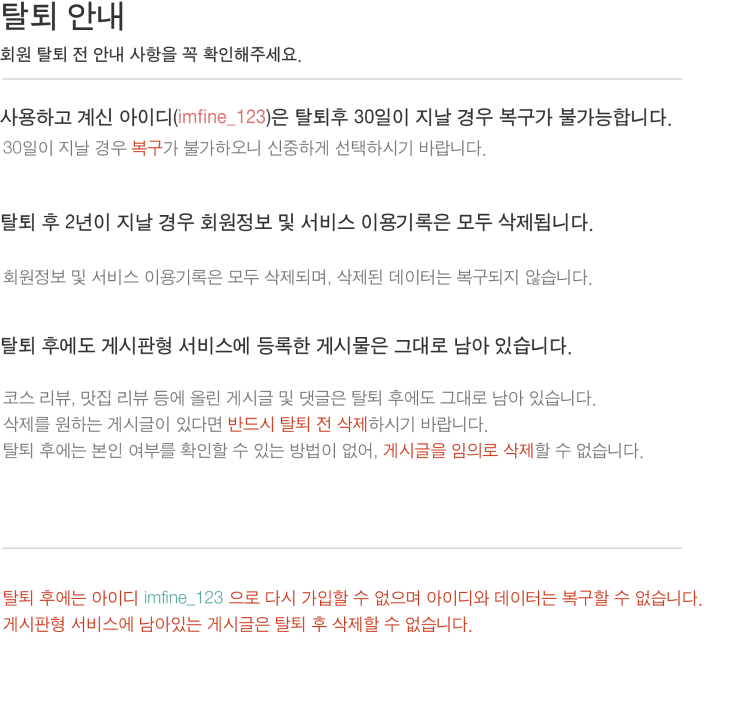 탈퇴 안내
회원 탈퇴 전 안내 사항을 꼭 확인해주세요.
사용하고 계신 아이디(imfine_123)은 탈퇴후 30일이 지날 경우 복구가 불가능합니다.
30일이 지날 경우 복구가 불가하오니 신중하게 선택하시기 바랍니다.
탈퇴 후 2년이 지날 경우 회원정보 및 서비스 이용기록은 모두 삭제됩니다.
회원정보 및 서비스 이용기록은 모두 삭제되며, 삭제된 데이터는 복구되지 않습니다.
탈퇴 후에도 게시판형 서비스에 등록한 게시물은 그대로 남아 있습니다.
코스 리뷰, 맛집 리뷰 등에 올린 게시글 및 댓글은 탈퇴 후에도 그대로 남아 있습니다.
삭제를 원하는 게시글이 있다면 반드시 탈퇴 전 삭제하시기 바랍니다.
탈퇴 후에는 본인 여부를 확인할 수 있는 방법이 없어, 게시글을 임의로 삭제할 수 없습니다.
탈퇴 후에는 아이디 imfine_123 으로 다시 가입할 수 없으며 아이디와 데이터는 복구할 수 없습니다.
게시판형 서비스에 남아있는 게시글은 탈퇴 후 삭제할 수 없습니다.